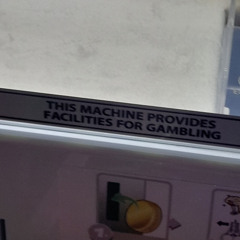 THIS MACHINE PROVIDES
FACILITIES FOR GAMBLING